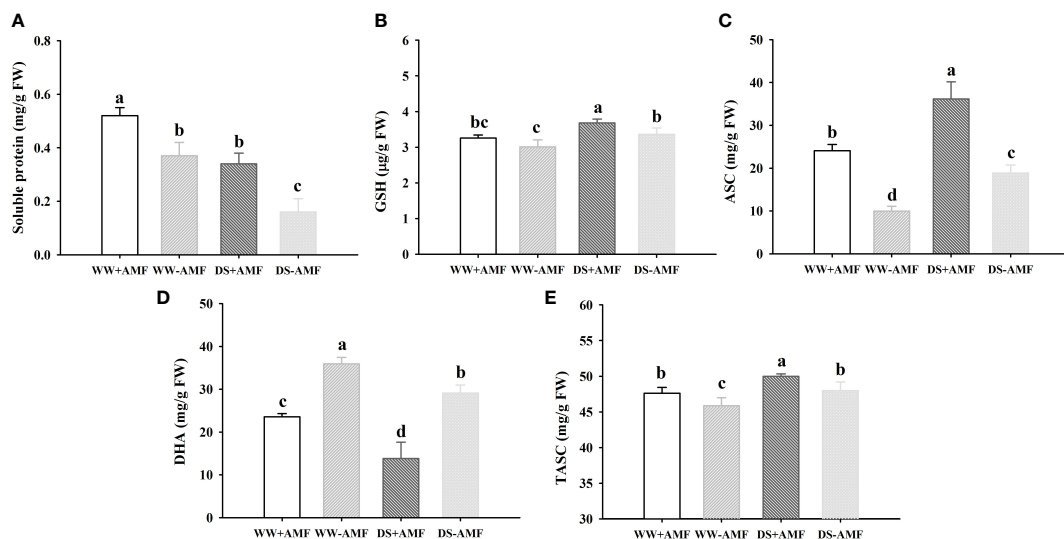 A
Soluble protein (mg/g FW)
0.8
0.6
0.4
0.2
0.0
a
b
b
c
WW+AMF WW-AMF DS+AMF DS-AMF
B
GSH (μg/g FW)
6
5
4
3
2
1
0
bc
c
a
b
WW+AMF WW-AMF DS+AMF DS-AMF
C
ASC (mg/g FW)
50
40
30
20
10
0
b
d
a
c
WW+AMF WW-AMF DS+AMF DS-AMF
D
DHA (mg/g FW)
50
40
30
20
10
0
c
a
d
b
WW+AMF WW-AMF DS+AMF DS-AMF
E
TASC (mg/g FW)
60
55
50
45
40
35
30
b
c
a
b
WW+AMF WW-AMF DS+AMF DS-AMF